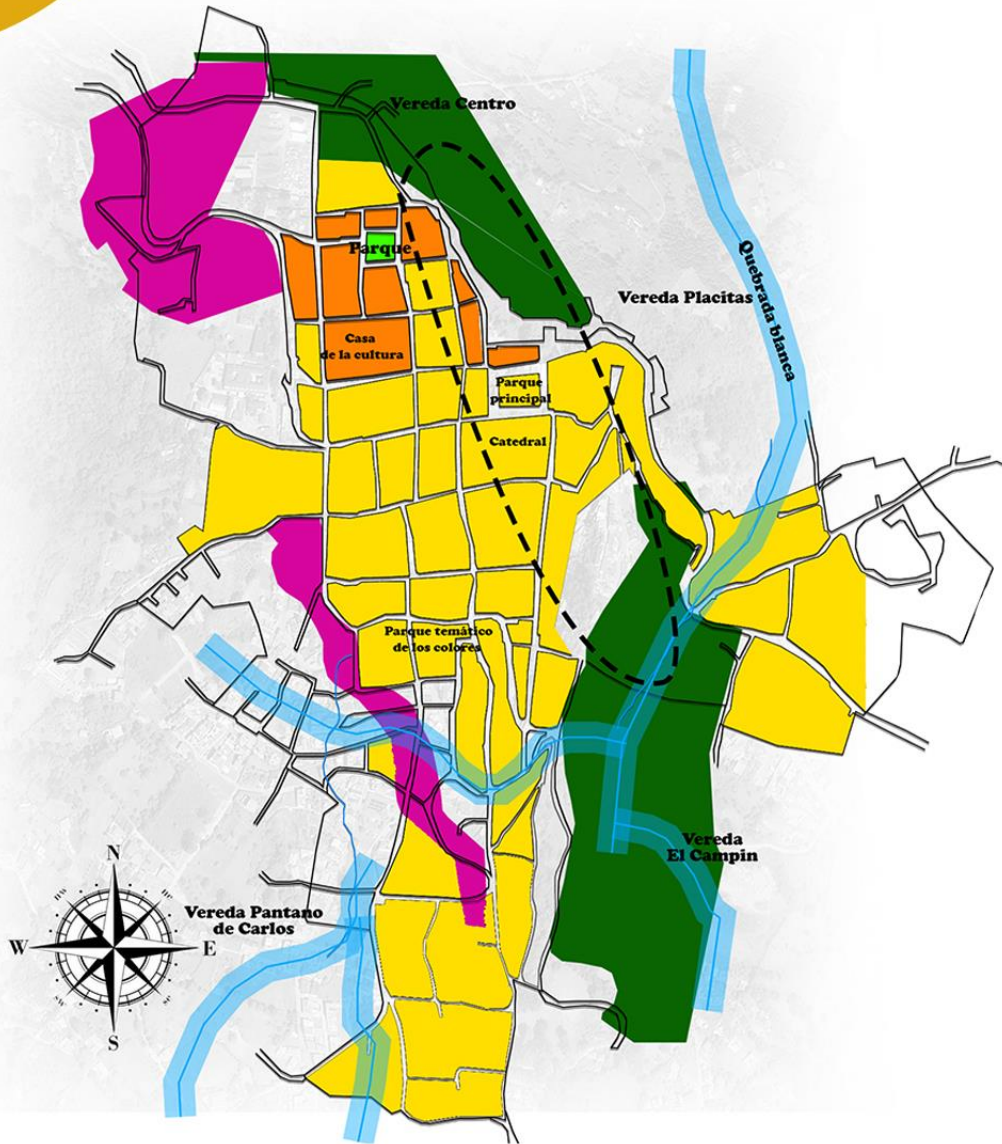 Vereda Centro
Parque
Quebrada blanca
Vereda Placitas
Casa
de la cultura
Parque
principal
Catedral
Parque temático
de los colores
Vereda
El Campin
Vereda Pantano
de Carlos
N
W
E
S